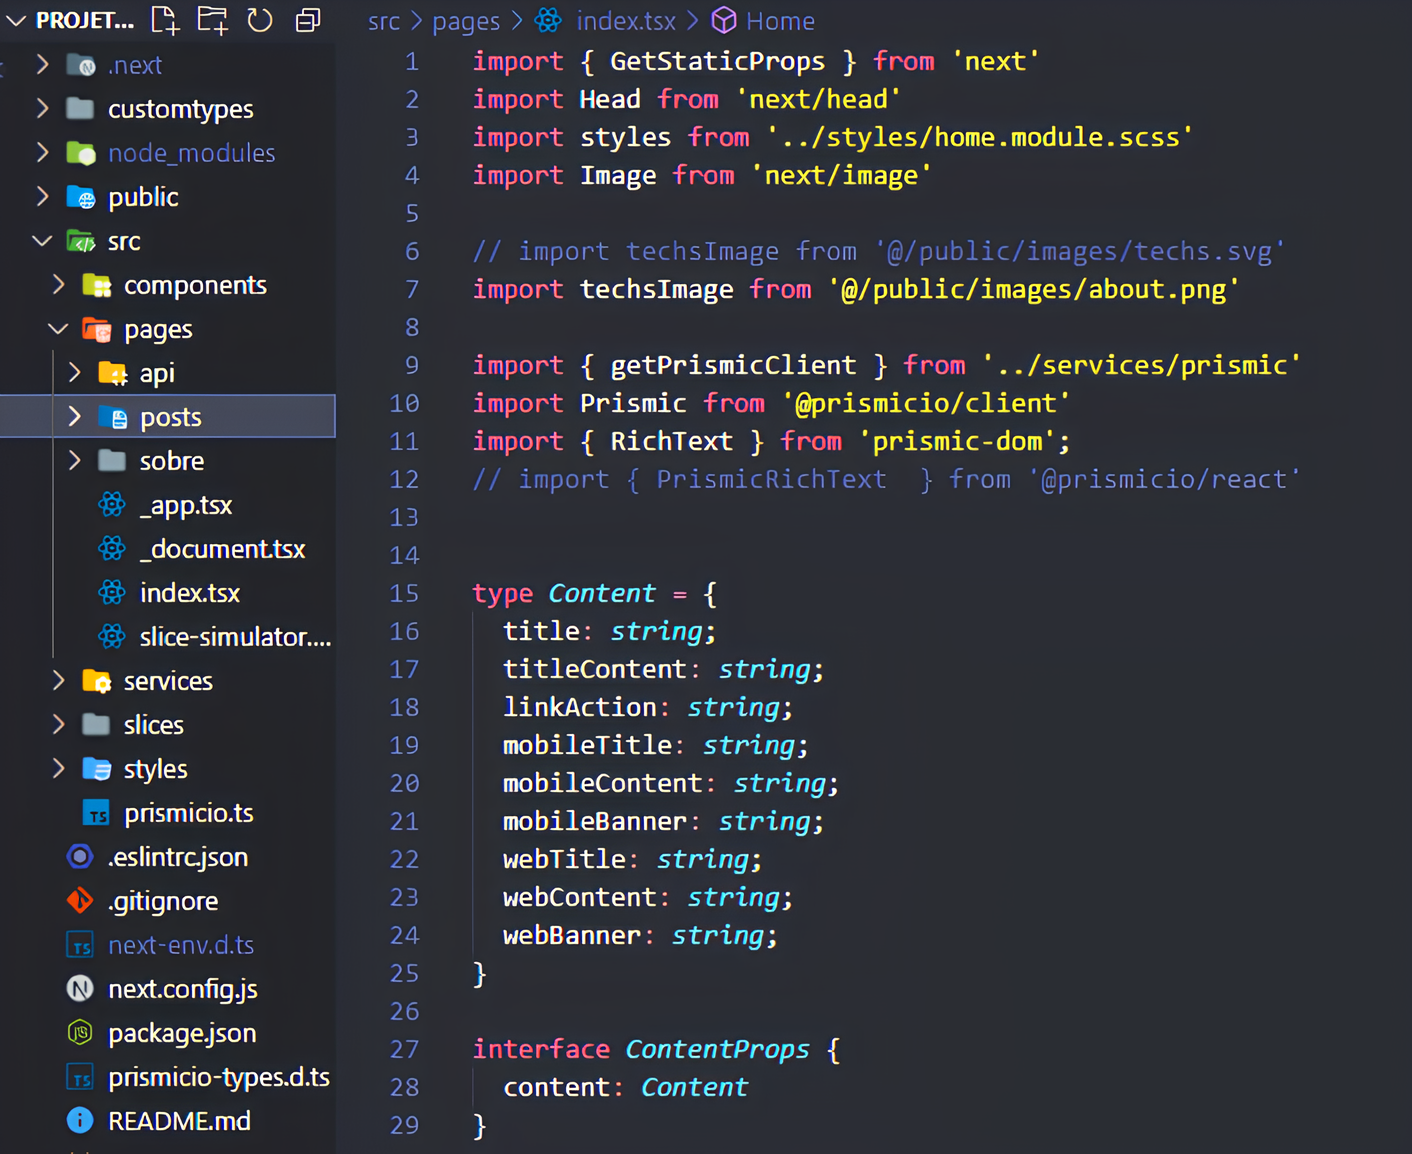 PROJET...
.next
customtypes
node_modules
public
src
components
pages
api
posts
sobre
_app.tsx
_document.tsx
index.tsx
slice-simulator....
services
slices
styles
prismicio.ts
.eslintrc.json
.gitignore
next-env.d.ts
next.config.js
package.json
prismicio-types.d.ts
README.md
src > pages > index.tsx > Home
1 import { GetStaticProps } from 'next'
2 import Head from 'next/head'
3 import styles from '../styles/home.module.scss'
4 import Image from 'next/image'
5
6 // import techsImage from '@/public/images/techs.svg'
7 import techsImage from '@/public/images/about.png'
8
9 import { getPrismicClient } from '../services/prismic'
10 import Prismic from '@prismicio/client'
11 import { RichText } from 'prismic-dom';
12 // import { PrismicRichText  } from '@prismicio/react'
13
14
15 type Content = {
16   title: string;
17   titleContent: string;
18   linkAction: string;
19   mobileTitle: string;
20   mobileContent: string;
21   mobileBanner: string;
22   webTitle: string;
23   webContent: string;
24   webBanner: string;
25 }
26
27 interface ContentProps {
28   content: Content
29 }